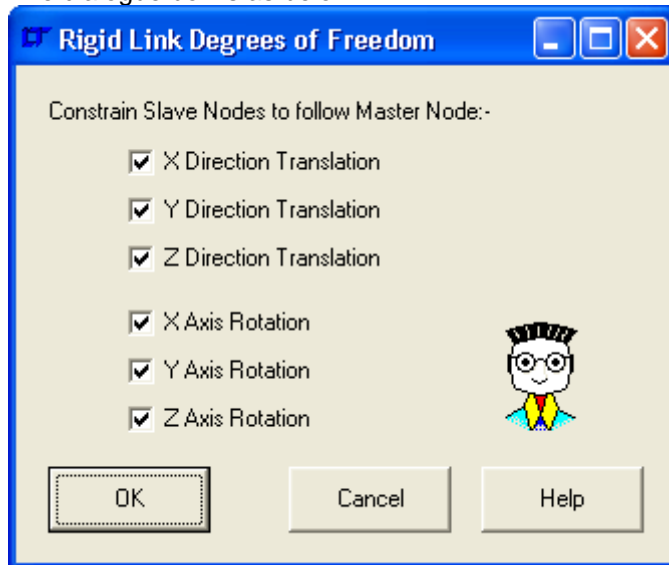 Rigid Link Degrees of Freedom
Constrain Slave Nodes to follow Master Node:-
X Direction Translation
Y Direction Translation
Z Direction Translation
X Axis Rotation
Y Axis Rotation
Z Axis Rotation
OK Cancel Help